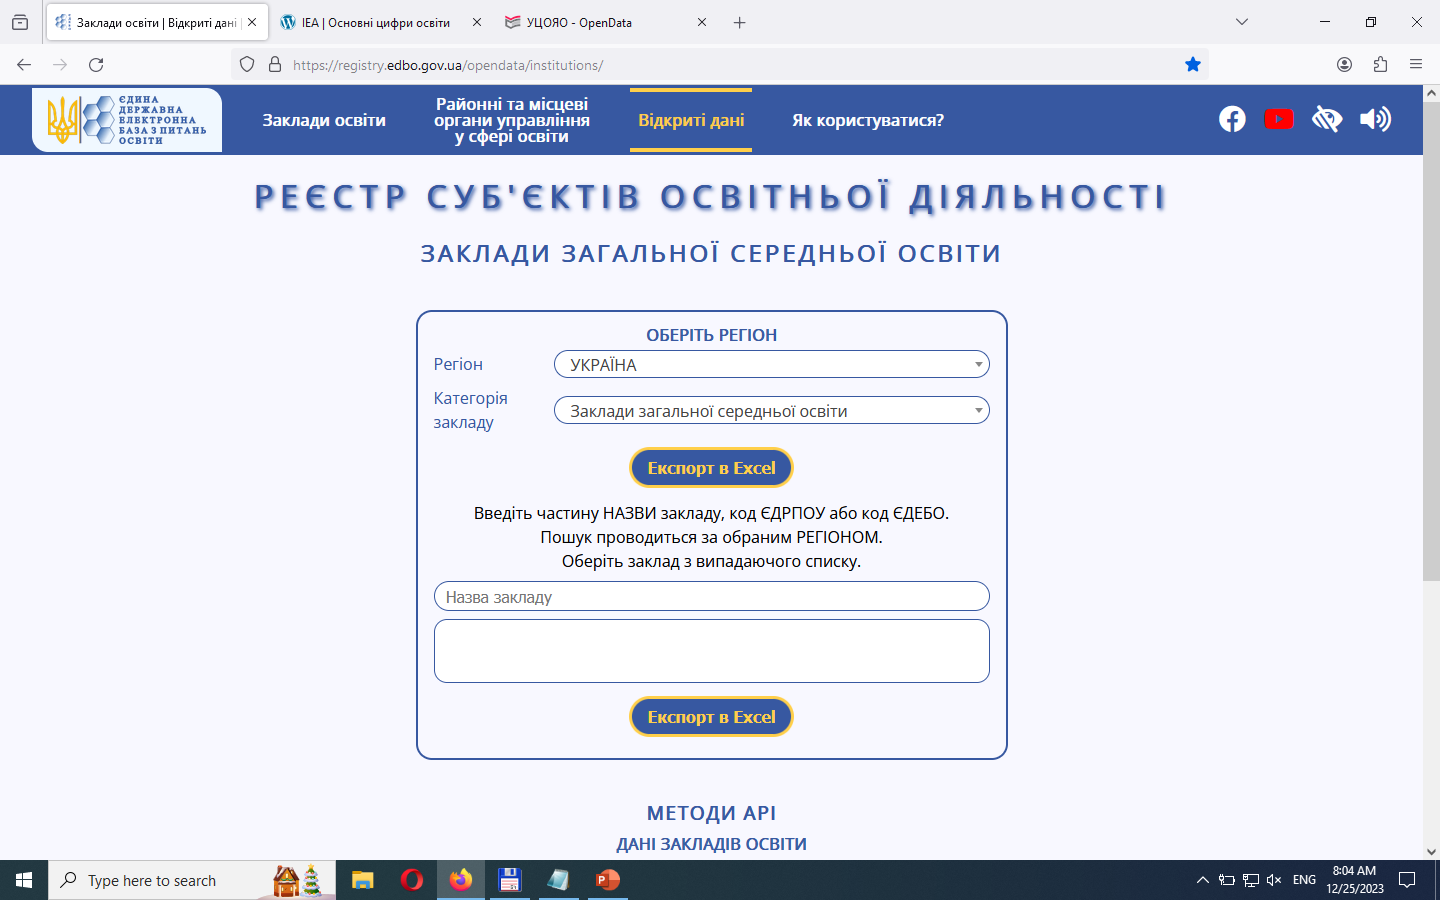 Заклади освіти | Відкриті дані |
ІЕА | Основні цифри освіти
УЦОЯО - OpenData
https://registry.edbo.gov.ua/opendata/institutions/
ЄДИНА
ДЕРЖАВНА
ЕЛЕКТРОННА
БАЗА З ПИТАНЬ
ОСВІТИ
Заклади освіти
Районні та місцеві
органи управління
у сфері освіти
Відкриті дані
Як користуватися?
РЕЄСТР СУБ'ЄКТІВ ОСВІТНЬОЇ ДІЯЛЬНОСТІ
ЗАКЛАДИ ЗАГАЛЬНОЇ СЕРЕДНЬОЇ ОСВІТИ
ОБЕРІТЬ РЕГІОН
Регіон
УКРАЇНА
Категорія
закладу
Заклади загальної середньої освіти
Експорт в Excel
Введіть частину НАЗВИ закладу, код ЄДРПОУ або код ЄДЕБО.
Пошук проводиться за обраним РЕГІОНОМ.
Оберіть заклад з випадаючого списку.
Назва закладу
Експорт в Excel
МЕТОДИ API
ДАНІ ЗАКЛАДІВ ОСВІТИ
Type here to search
ENG
8:04 AM
12/25/2023